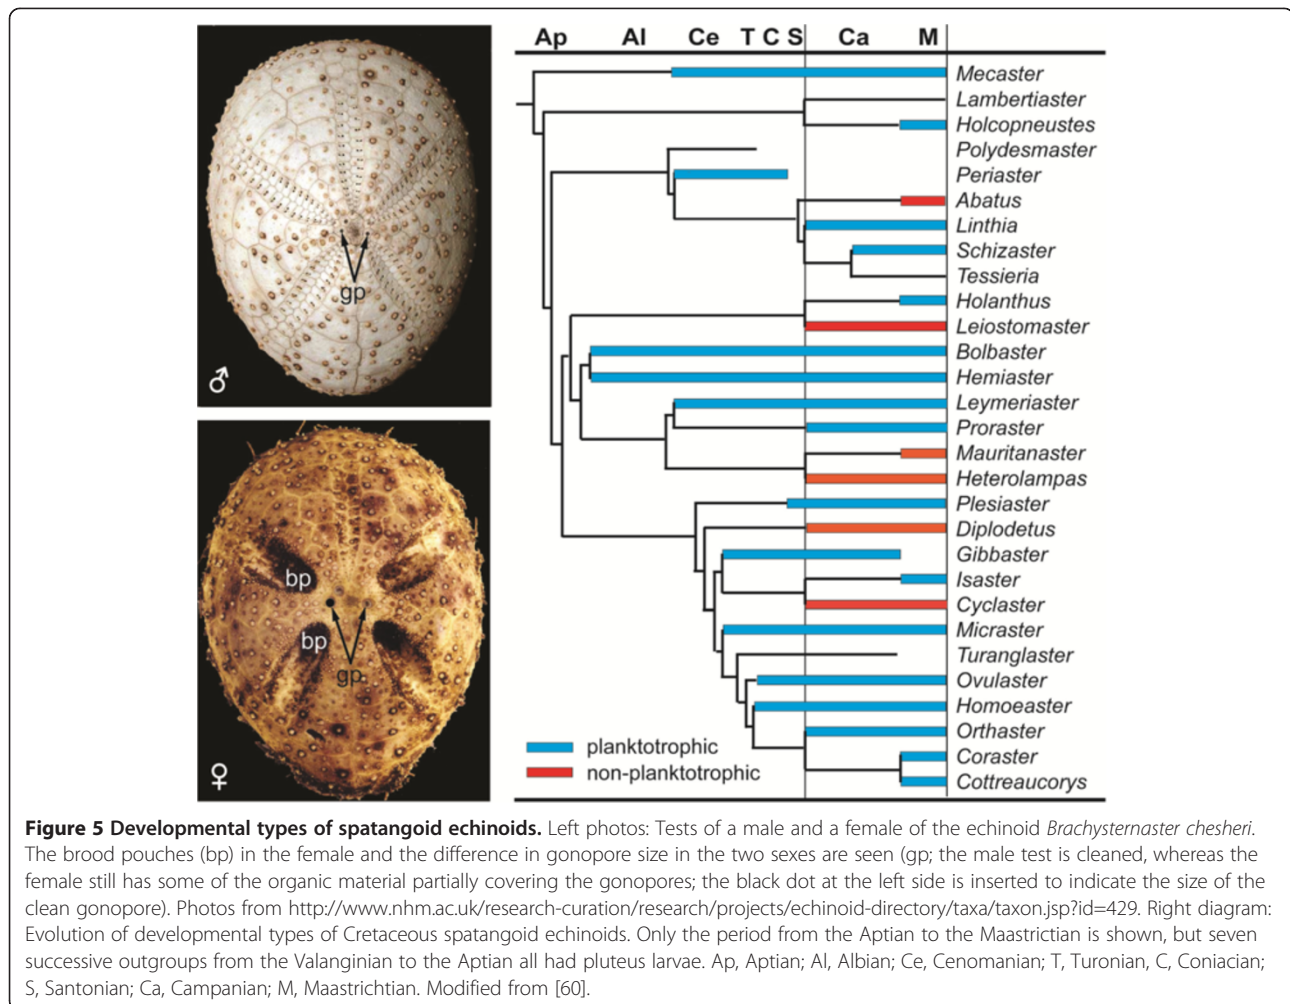 gp
♂
bp
bp
gp
♀
Ap Al Ce T C S Ca M
Mecaster
Lambertiaster
Holcopneustes
Polydesmaster
Periaster
Abatus
Linthia
Schizaster
Tessieria
Holanthus
Leiostomaster
Bolbaster
Hemiaster
Leymeriaster
Proraster
Mauritanaster
Heterolampas
Plesiaster
Diplodetus
Gibbaster
Isaster
Cyclaster
Micraster
Turanglaster
Ovulaster
Homoeaster
Orthaster
Coraster
Cottreaucorys
planktotrophic
non-planktotrophic
Figure 5 Developmental types of spatangoid echinoids. Left photos: Tests of a male and a female of the echinoid Brachysternaster chesheri.
The brood pouches (bp) in the female and the difference in gonopore size in the two sexes are seen (gp; the male test is cleaned, whereas the
female still has some of the organic material partially covering the gonopores; the black dot at the left side is inserted to indicate the size of the
clean gonopore). Photos from http://www.nhm.ac.uk/research-curation/research/projects/echinoid-directory/taxa/taxon.jsp?id=429. Right diagram:
Evolution of developmental types of Cretaceous spatangoid echinoids. Only the period from the Aptian to the Maastrictian is shown, but seven
successive outgroups from the Valanginian to the Aptian all had pluteus larvae. Ap, Aptian; Al, Albian; Ce, Cenomanian; T, Turonian, C, Coniacian;
S, Santonian; Ca, Campanian; M, Maastrichtian. Modified from [60].